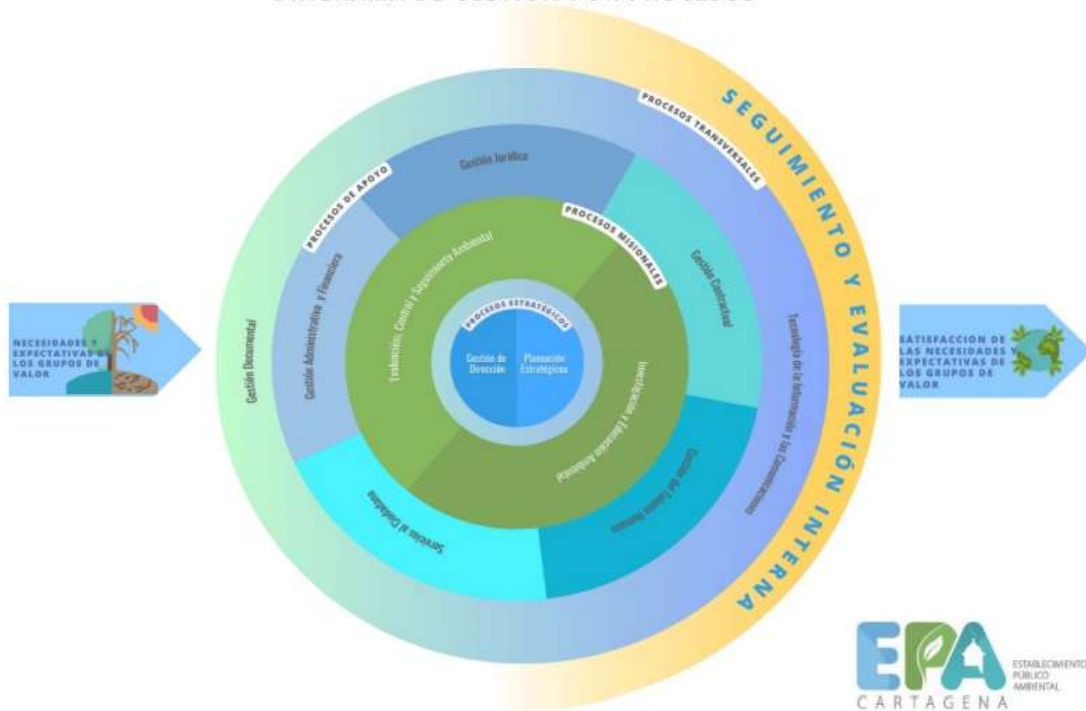 SEGUIMIENTO Y EVALUACIÓN INTERNA
PROCESOS TRANSVERSALES
PROCESOS DE APOYO
Gestión Jurídica
PROCESOS MISIONALES
Evaluación, Control y Seguimiento Ambiental
Gestión Contractual
Gestión Administrativa y Financiera
Gestión Documental
PROCESOS ESTRATÉGICOS
Gestión de
Dirección
Planeación
Estratégicos
Investigación y Educación Ambiental
Tecnología de la Información y las Comunicaciones
Gestión del Talento Humano
Servicios al Ciudadano
NECESIDADES Y
EXPECTATIVAS DE
LOS GRUPOS DE
VALOR
SATISFACCION DE
LAS NECESIDADES Y
EXPECTATIVAS DE
LOS GRUPOS DE
VALOR
EPA
ESTABLECIMIENTO
PÚBLICO
AMBIENTAL
CARTAGENA